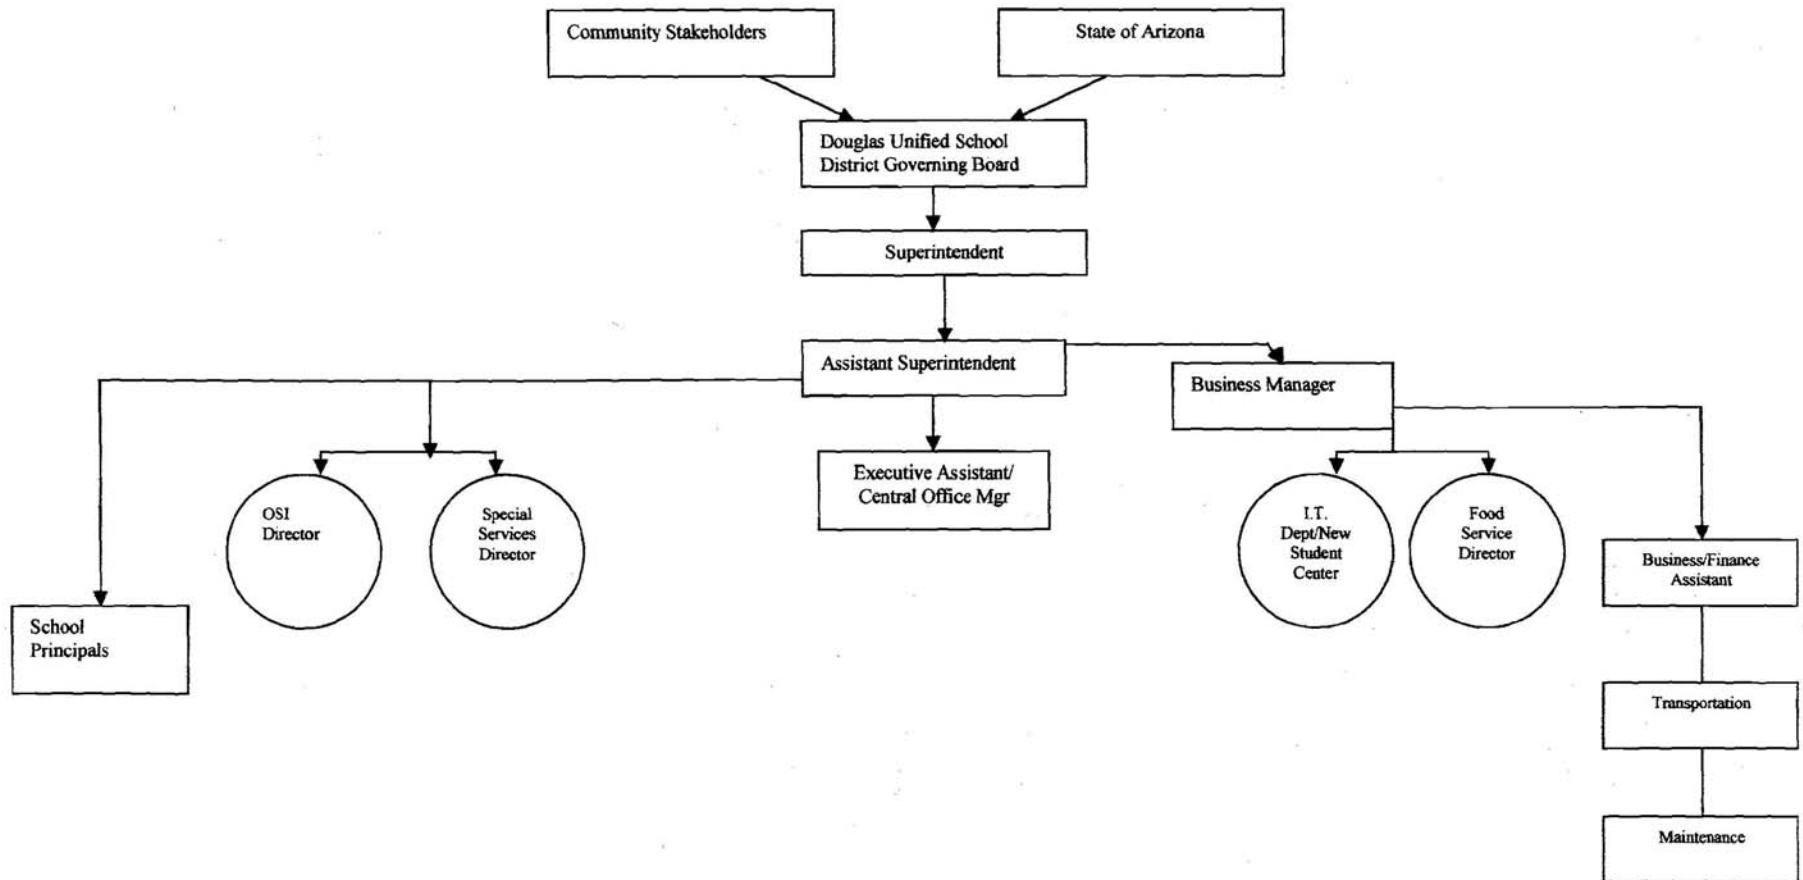 Community Stakeholders
State of Arizona
Douglas Unified School
District Governing Board
Superintendent
Assistant Superintendent
Business Manager
Executive Assistant/
Central Office Mgr
OSI
Director
Special
Services
Director
I.T.
Dept/New
Student
Center
Food
Service
Director
Business/Finance
Assistant
School
Principals
Transportation
Maintenance